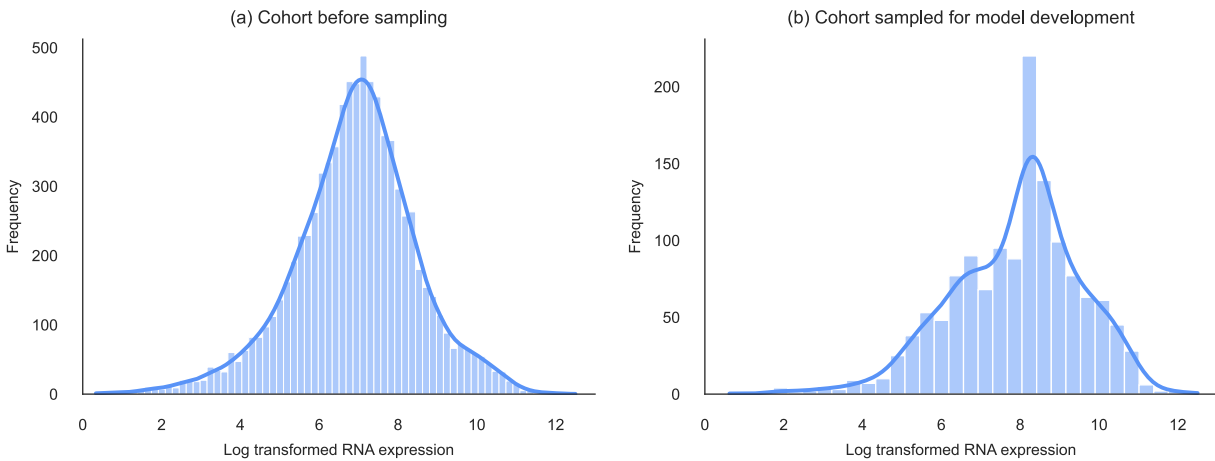 (a) Cohort before sampling
500
400
300
200
100
0
Frequency
0 2 4 6 8 10 12
Log transformed RNA expression
(b) Cohort sampled for model development
200
150
100
50
0
Frequency
0 2 4 6 8 10 12
Log transformed RNA expression